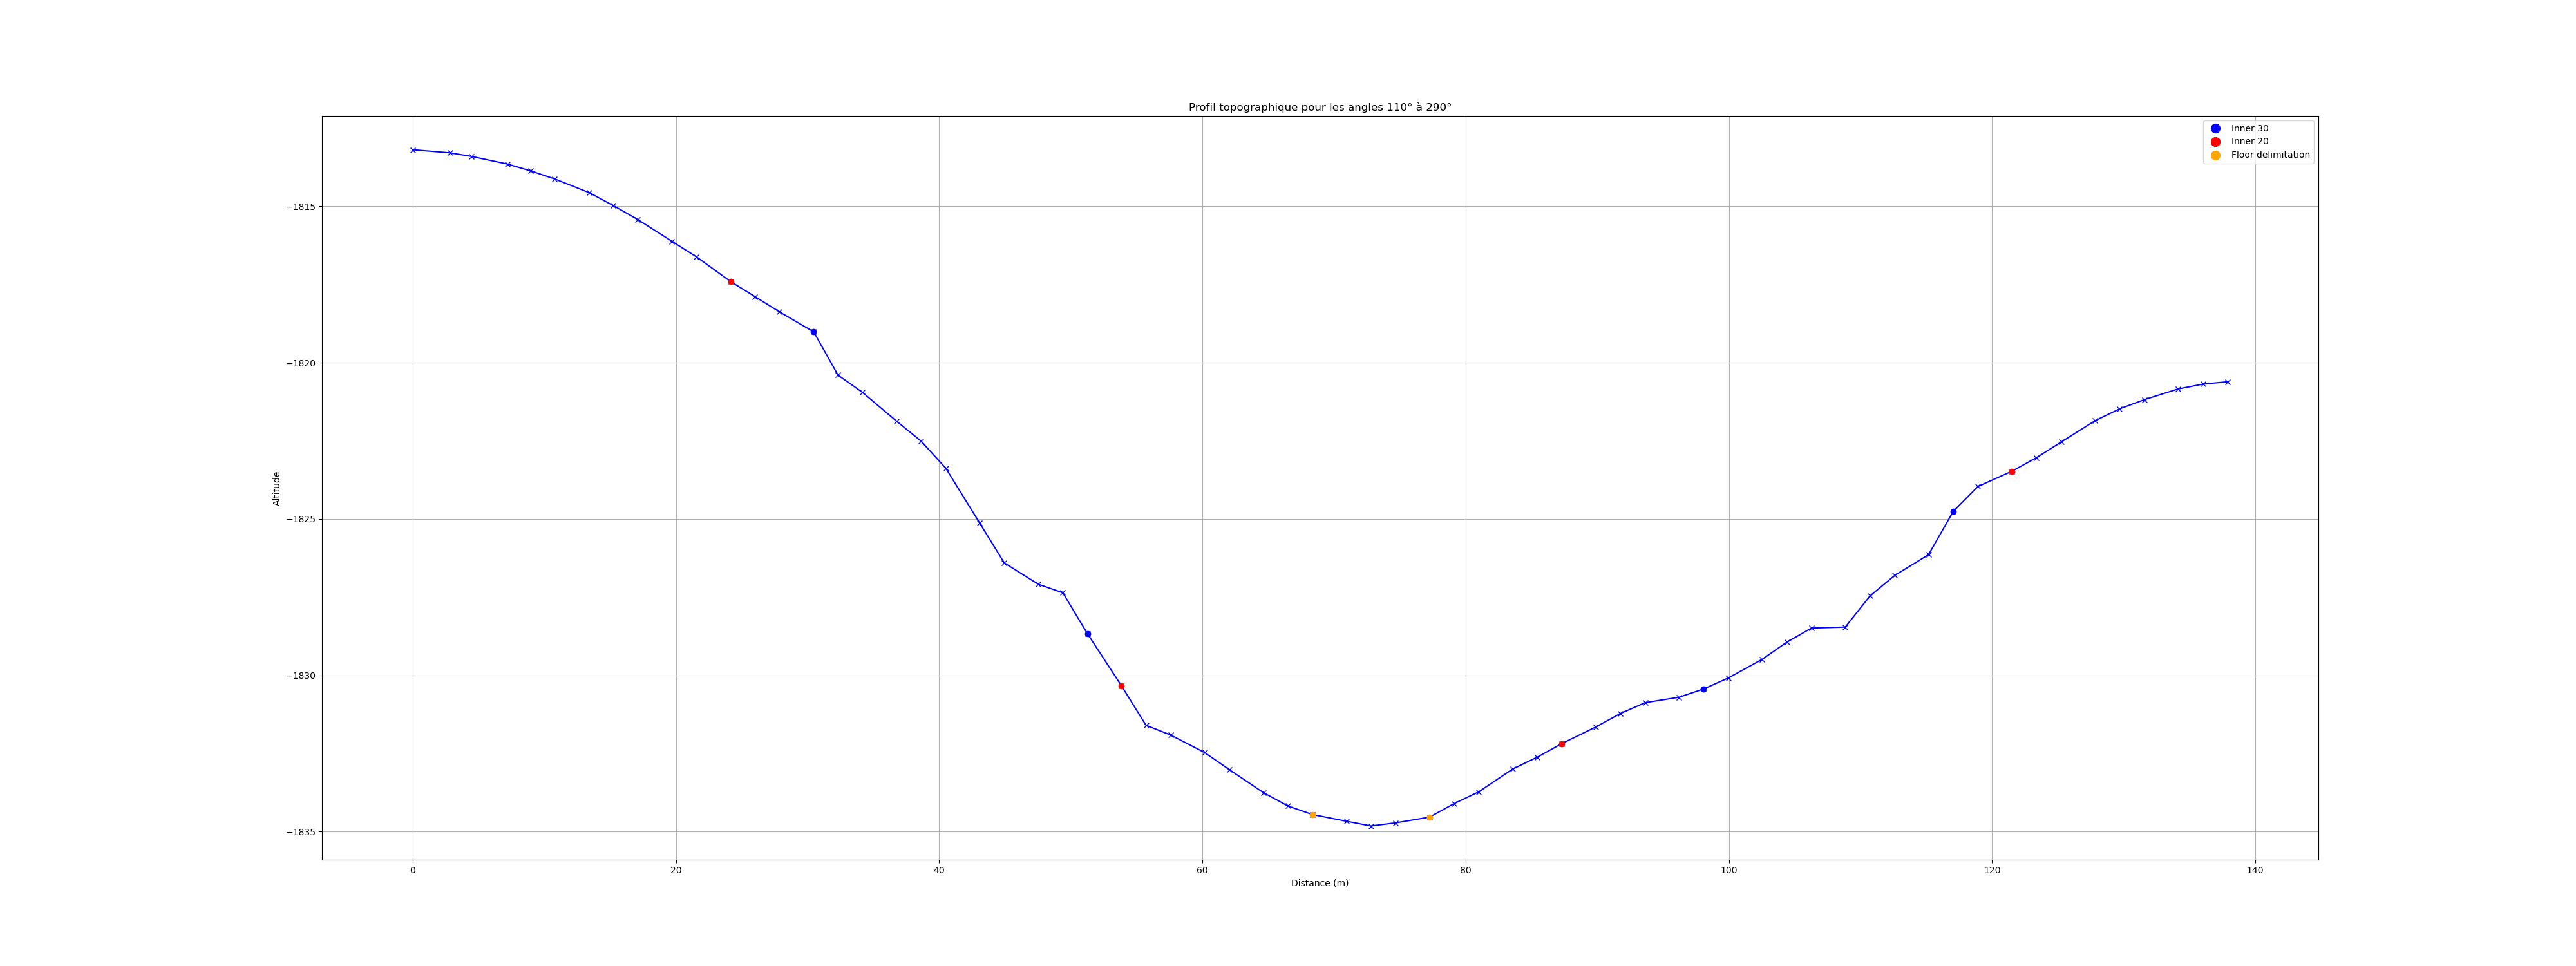 Profil topographique pour les angles 110° à 290°
Inner 30
Inner 20
Floor delimitation
−1815
−1820
−1825
−1830
−1835
Altitude
0 20 40 60 80 100 120 140
Distance (m)